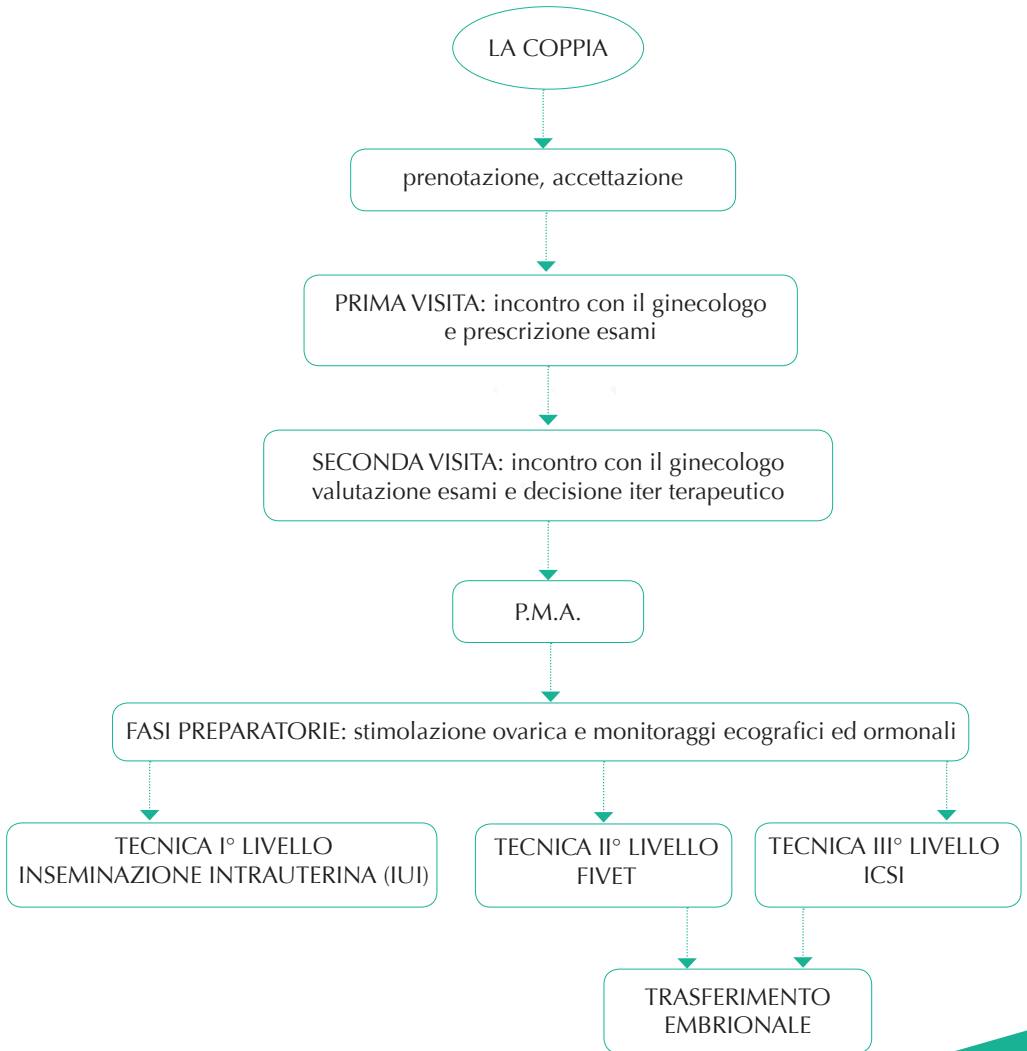 LA COPPIA
prenotazione, accettazione
PRIMA VISITA: incontro con il ginecologo
e prescrizione esami
SECONDA VISITA: incontro con il ginecologo
valutazione esami e decisione iter terapeutico
P.M.A.
FASI PREPARATORIE: stimolazione ovarica e monitoraggi ecografici ed ormonali
TECNICA I° LIVELLO
INSEMINAZIONE INTRAUTERINA (IUI)
TECNICA II° LIVELLO
FIVET
TECNICA III° LIVELLO
ICSI
TRASFERIMENTO
EMBRIONALE